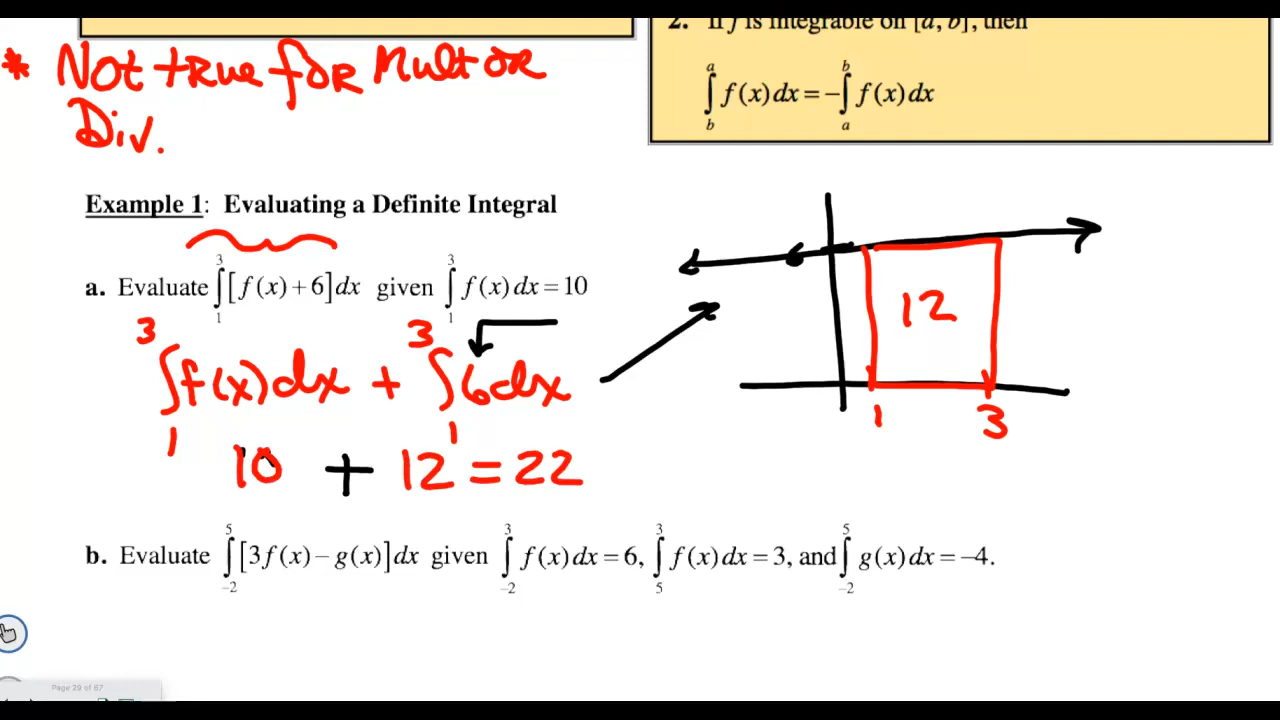 2. If f is integrable on [a, b], then
∫_b^a f(x)dx = −∫_a^b f(x)dx
* Not true for Mult or
Div.
Example 1: Evaluating a Definite Integral
a. Evaluate ∫_1^3 [f(x)+6]dx given ∫_1^3 f(x)dx = 10
∫_1^3 f(x)dx + ∫_1^3 6dx
10 + 12 = 22
12
1 3
b. Evaluate ∫_{−2}^5 [3f(x)−g(x)]dx given ∫_{−2}^3 f(x)dx = 6, ∫_5^3 f(x)dx = 3, and ∫_{−2}^5 g(x)dx = −4.
Page 29 of 67